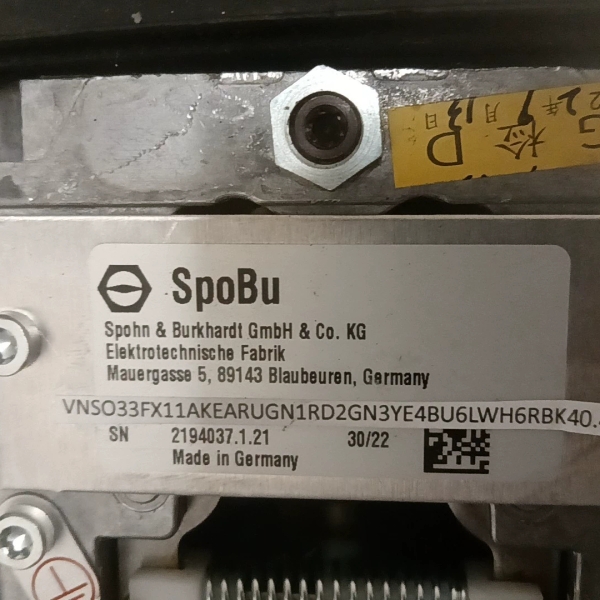 検
D
SpoBu
Spohn & Burkhardt GmbH & Co. KG
Elektrotechnische Fabrik
Mauergasse 5, 89143 Blaubeuren, Germany
VNSO33FX11AKEARUGN1RD2GN3YE4BU6LWH6RBK40.
SN 2194037.1.21 30/22
Made in Germany